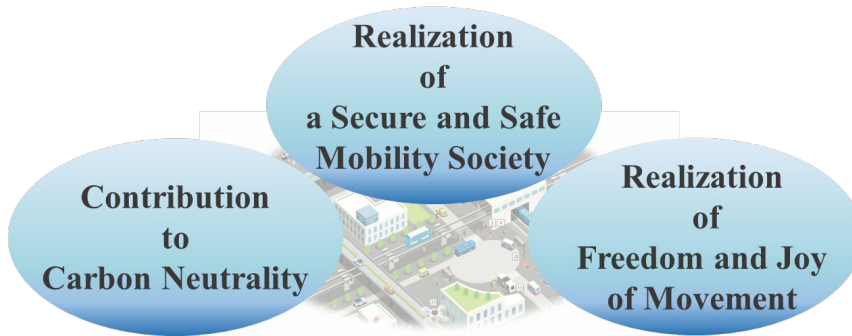 Realization
of
a Secure and Safe
Mobility Society
Contribution
to
Carbon Neutrality
Realization
of
Freedom and Joy
of Movement